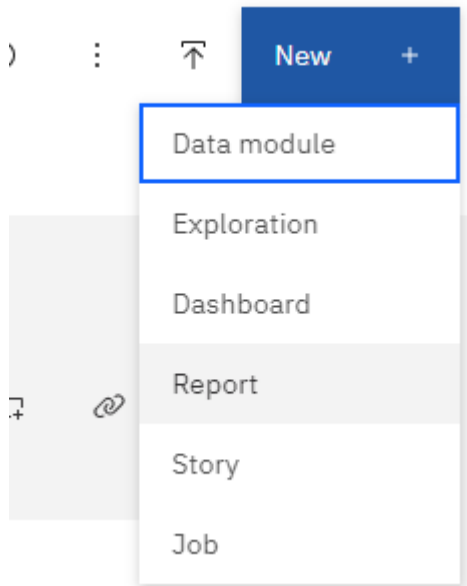 New +
Data module
Exploration
Dashboard
Report
Story
Job